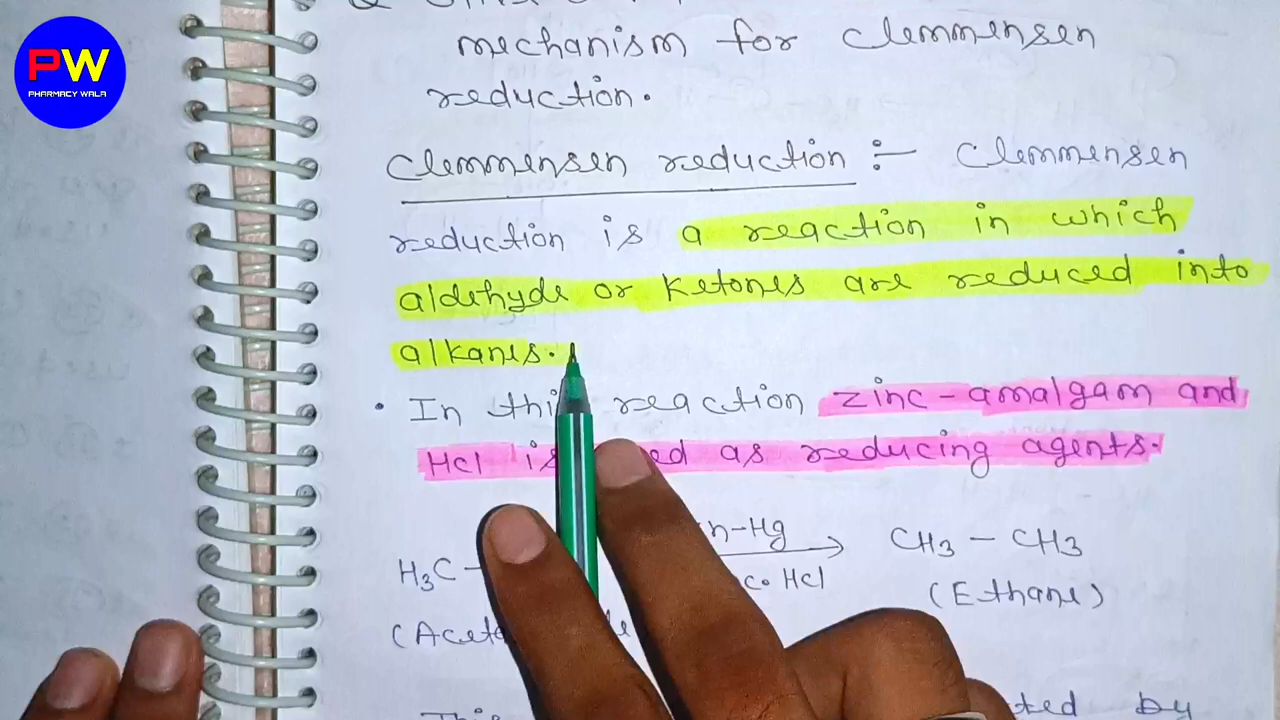 PW
PHARMACY WALA
mechanism for Clemmensen
reduction.
Clemmensen reduction :- Clemmensen
reduction is a reaction in which
aldehyde or ketones are reduced into
alkanes.
• In this reaction zinc-amalgam and
Hcl is used as reducing agents.
H3C - n-Hg → CH3 - CH3
co HCl
(Ethane)
by